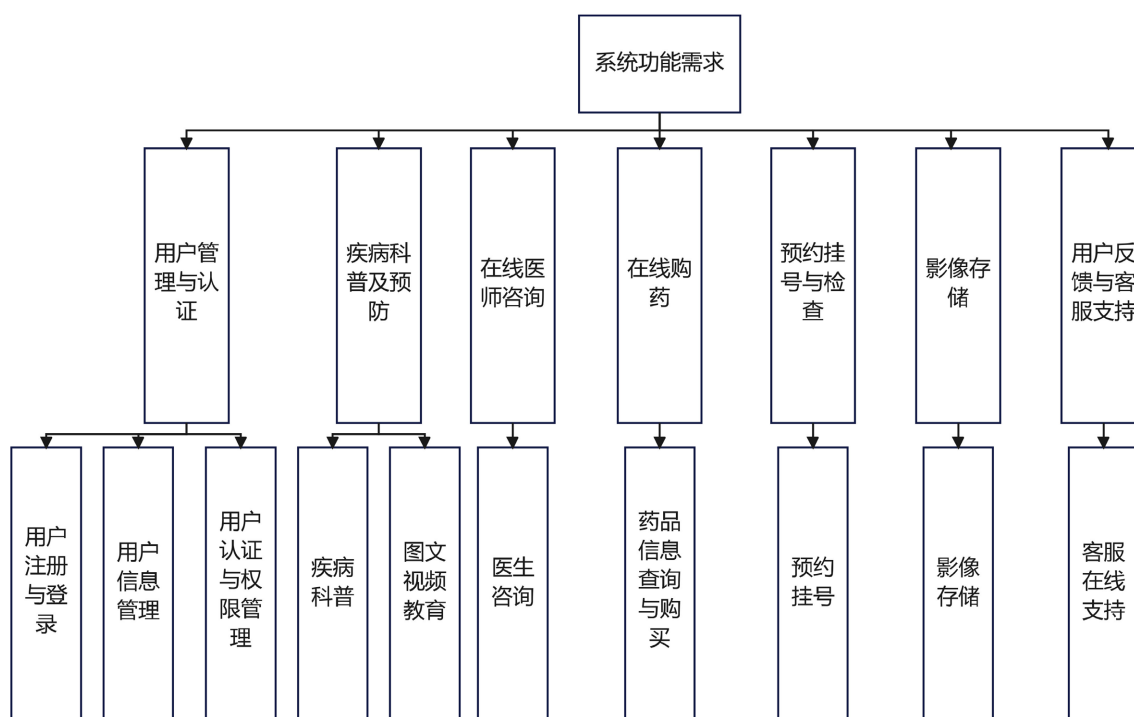 系统功能需求
用户管
理与认
证
疾病科
普及预
防
在线医
师咨询
在线购
药
预约挂
号与检
查
影像存
储
用户反
馈与客
服支持
用户
注册
与登
录
用户
信息
管理
用户
认证
与权
限管
理
疾病
科普
图文
视频
教育
医生
咨询
药品
信息
查询
与购
买
预约
挂号
影像
存储
客服
在线
支持